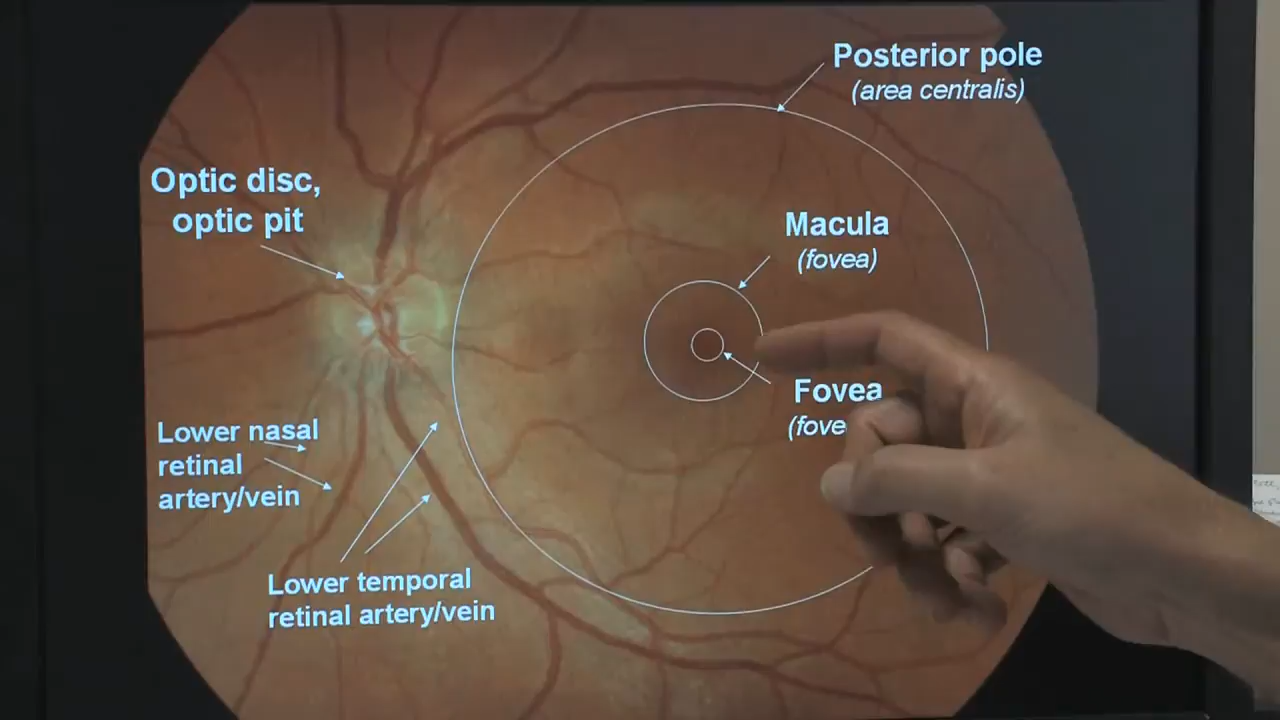 Posterior pole
(area centralis)
Optic disc,
optic pit
Macula
(fovea)
Fovea
(fove
Lower nasal
retinal
artery/vein
Lower temporal
retinal artery/vein